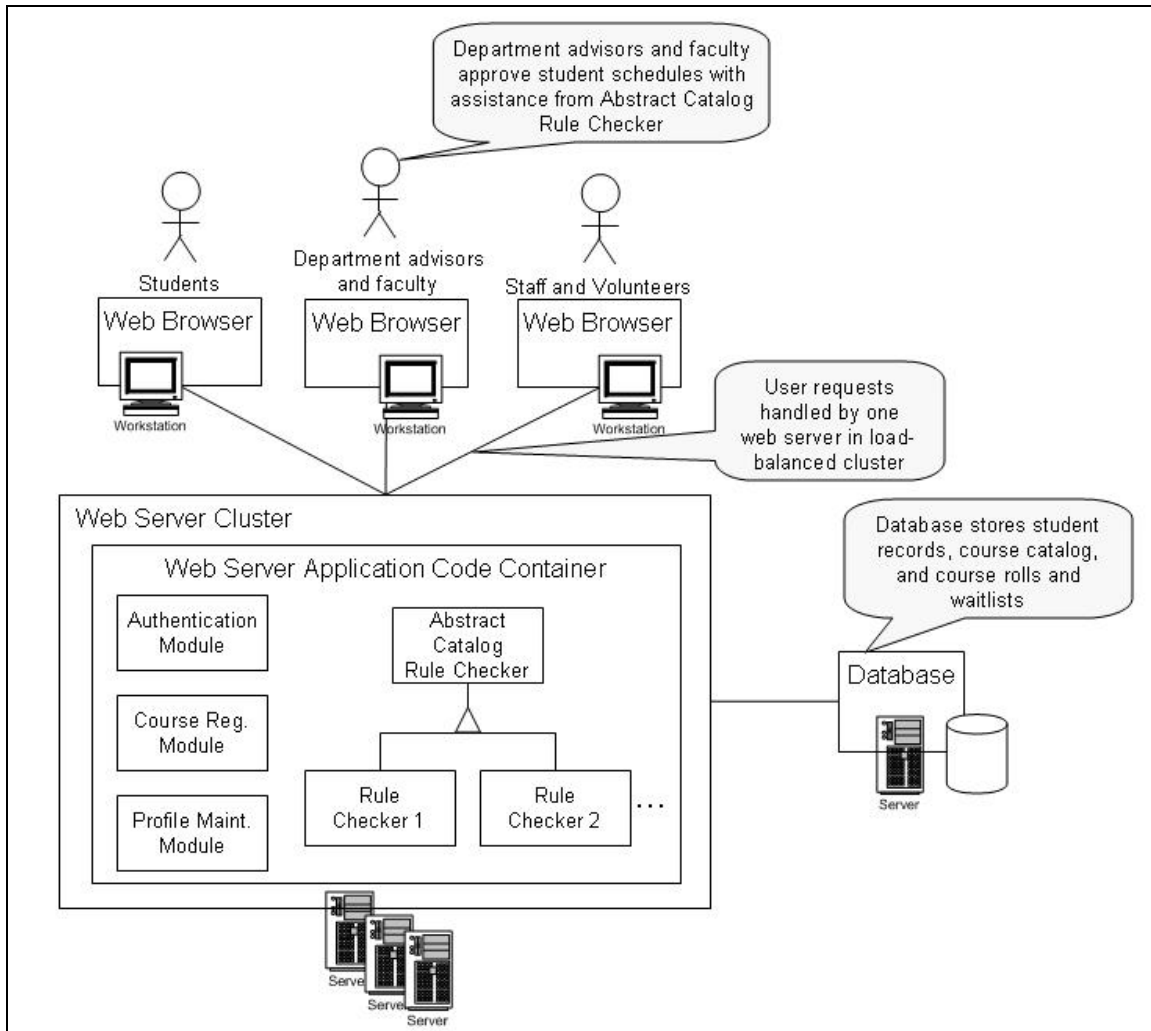 Department advisors and faculty
approve student schedules with
assistance from Abstract Catalog
Rule Checker
Students
Department advisors
and faculty
Staff and Volunteers
Web Browser
Web Browser
Web Browser
Workstation
Workstation
Workstation
User requests
handled by one
web server in load-
balanced cluster
Web Server Cluster
Web Server Application Code Container
Authentication
Module
Abstract
Catalog
Rule Checker
Course Reg.
Module
Profile Maint.
Module
Rule
Checker 1
Rule
Checker 2
...
Database stores student
records, course catalog,
and course rolls and
waitlists
Database
Server
Server
Server
Server